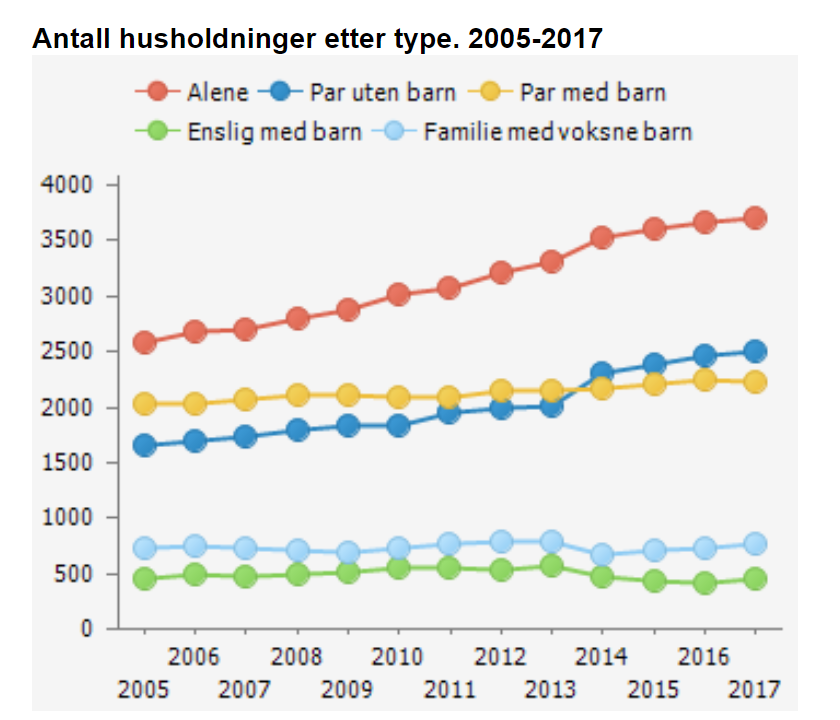 Antall husholdninger etter type. 2005-2017
Alene Par uten barn Par med barn
Enslig med barn Familie med voksne barn
4000
3500
3000
2500
2000
1500
1000
500
0
2006 2008 2010 2012 2014 2016
2005 2007 2009 2011 2013 2015 2017